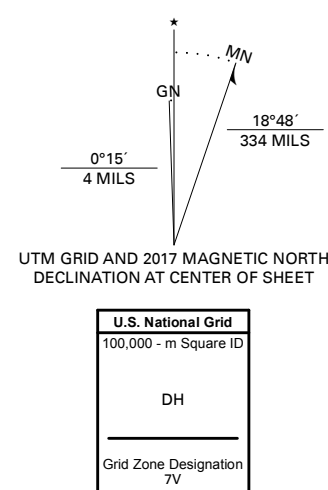 ★
MN
GN
18°48´
334 MILS
0°15´
4 MILS
UTM GRID AND 2017 MAGNETIC NORTH
DECLINATION AT CENTER OF SHEET
U.S. National Grid
100,000 - m Square ID
DH
Grid Zone Designation
7V